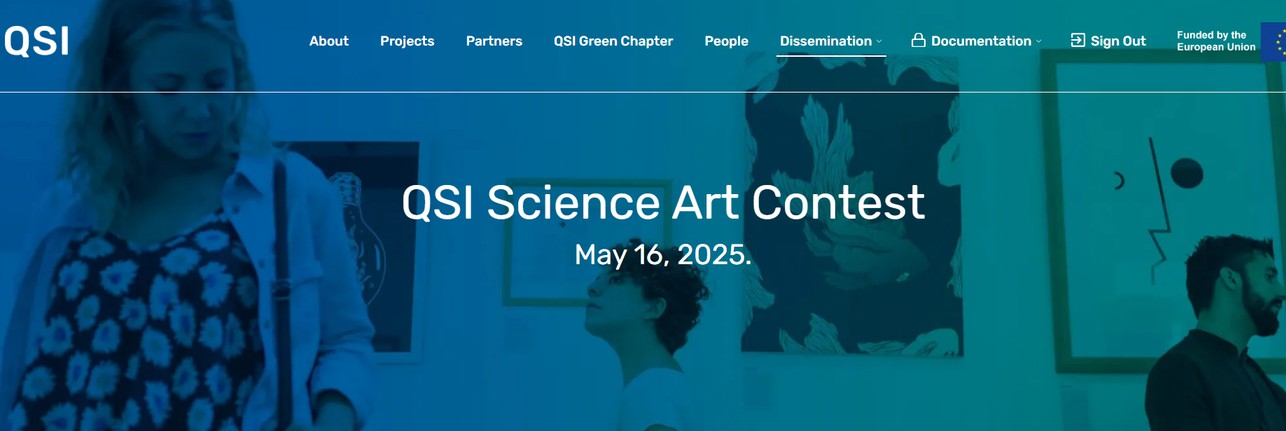 QSI
About Projects Partners QSI Green Chapter People Dissemination Documentation Sign Out
Funded by the
European Union
QSI Science Art Contest
May 16, 2025.